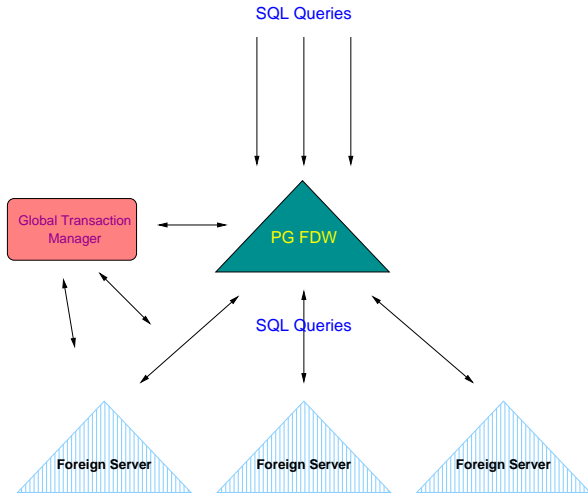 SQL Queries
Global Transaction
Manager
PG FDW
SQL Queries
Foreign Server
Foreign Server
Foreign Server